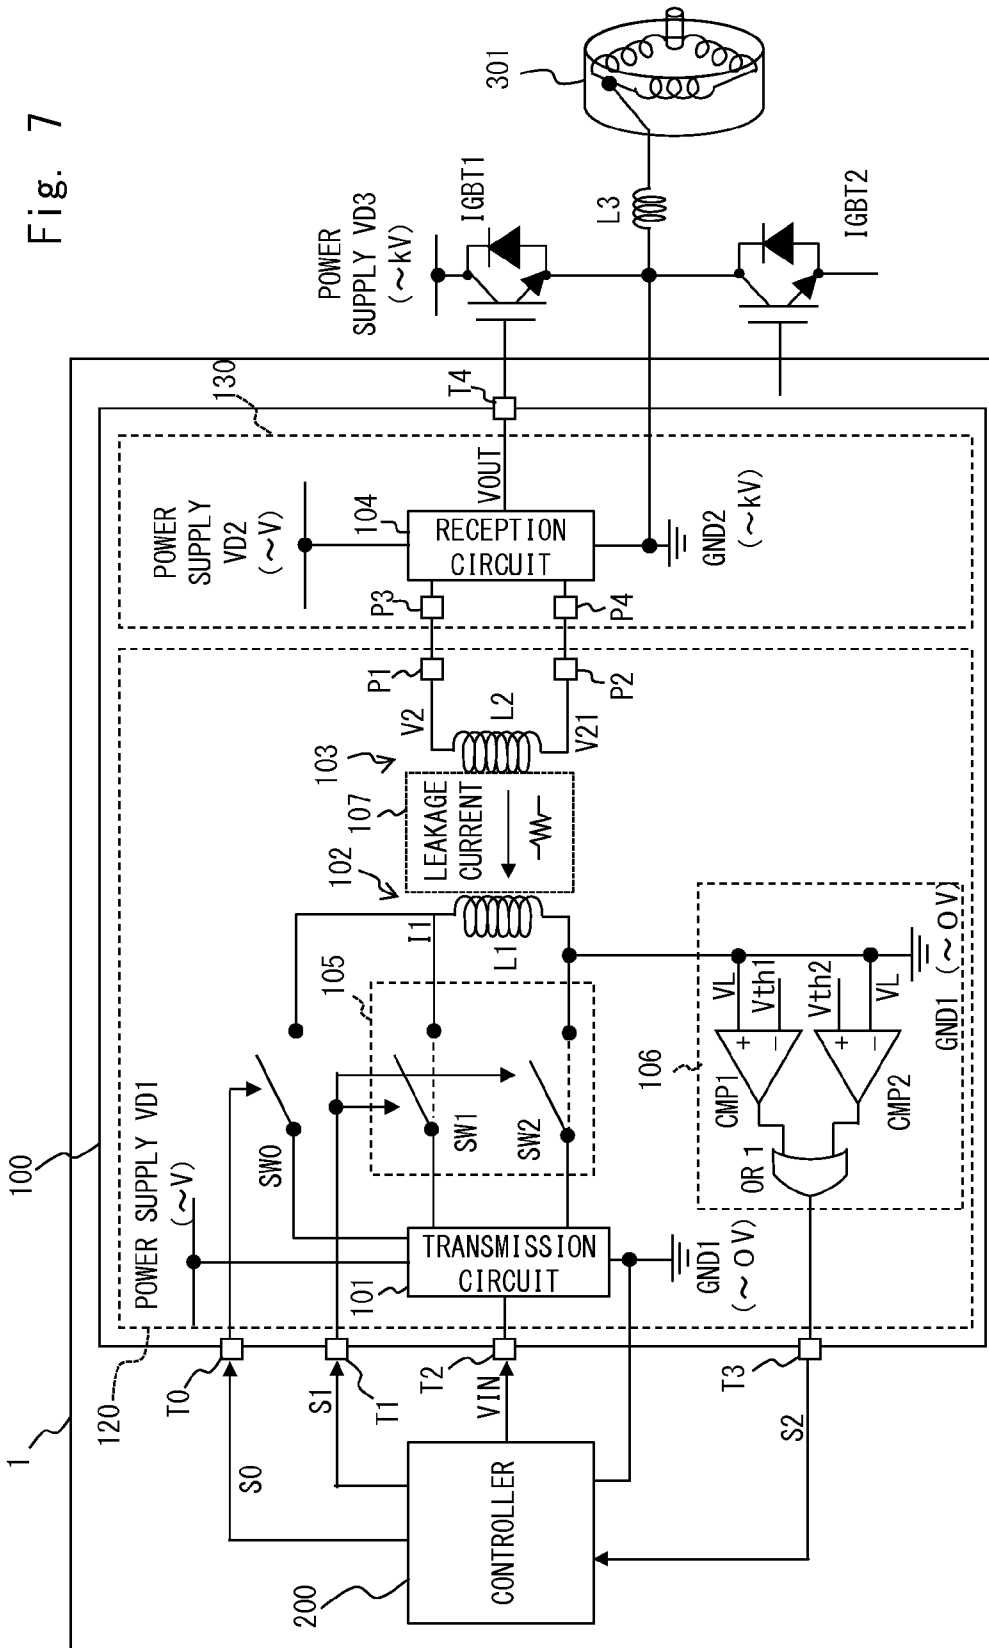 Fig. 7
1
100
120
130
POWER SUPPLY VD1
(~V)
POWER
SUPPLY
VD2
(~V)
POWER
SUPPLY VD3
(~kV)
IGBT1
IGBT2
301
L3
T0
S0
T1
S1
T2
VIN
T3
S2
T4
VOUT
200
CONTROLLER
101
TRANSMISSION
CIRCUIT
GND1
(~0V)
SW0
105
SW1
SW2
I1
L1
102
103
107
LEAKAGE
CURRENT
L2
V2
V21
P1
P2
P3
P4
104
RECEPTION
CIRCUIT
GND2
(~kV)
106
OR1
CMP1
CMP2
+
-
+
-
VL
Vth1
Vth2
VL
GND1
(~0V)